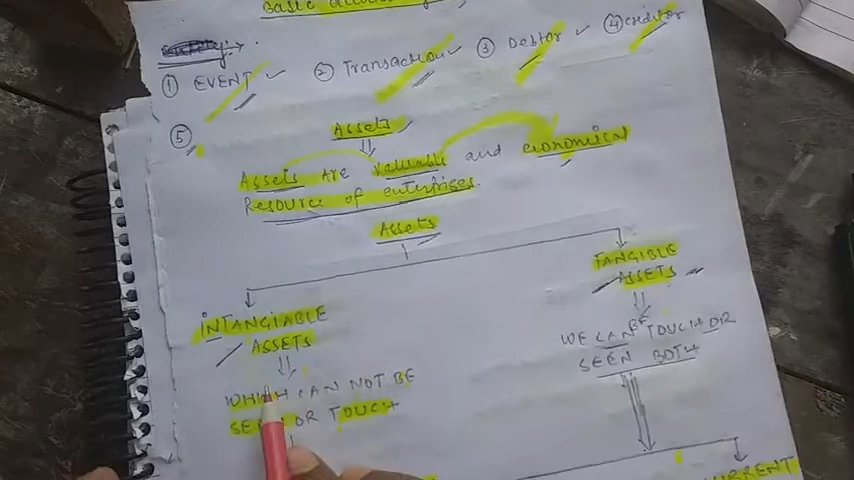 Basic
① EVENT ✓ ② Transaction ✓ ③ Debtor ✓ ④ creditor
⑤
Assets
Assets Are valuable and economical
Resource of enterprises.
Assets
TANGIBLE
ASSETS
INTANGIABLE
ASSETS
WE CAN BE TOUCH OR
SEEN BOTH
WHICH CAN NOT BE
SEEN OR TOUCH
CURRENT